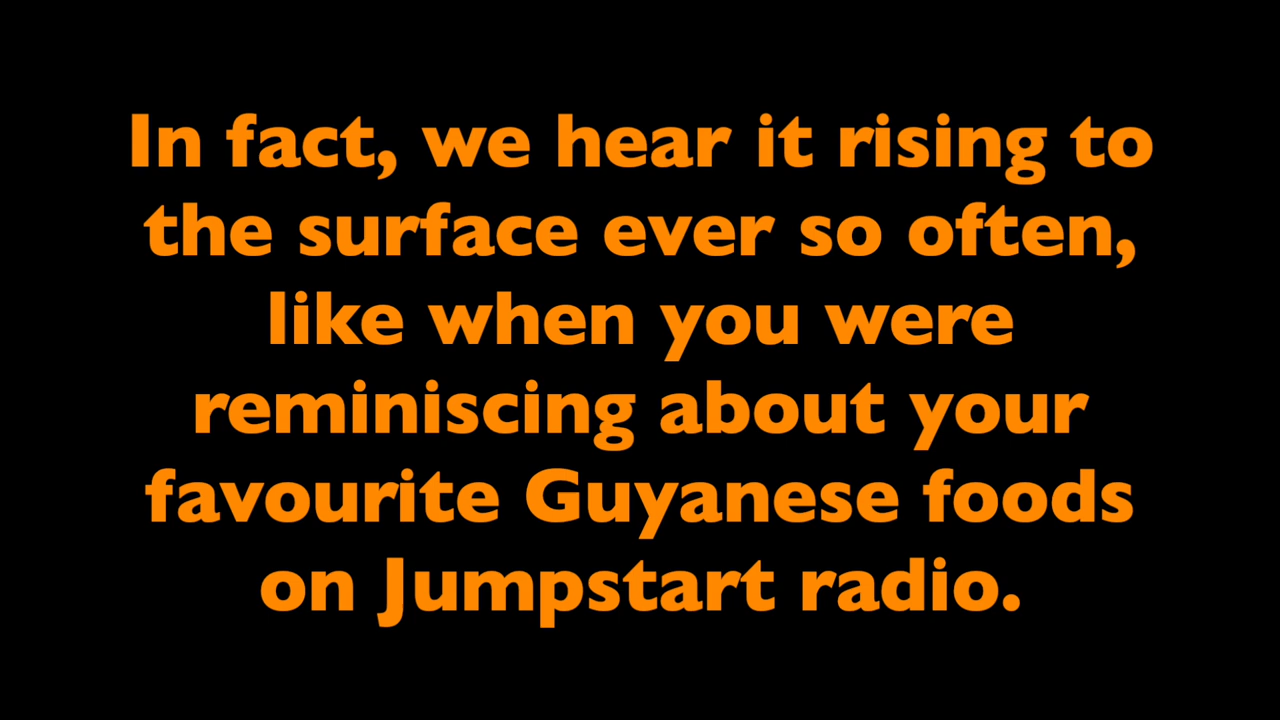 In fact, we hear it rising to
the surface ever so often,
like when you were
reminiscing about your
favourite Guyanese foods
on Jumpstart radio.